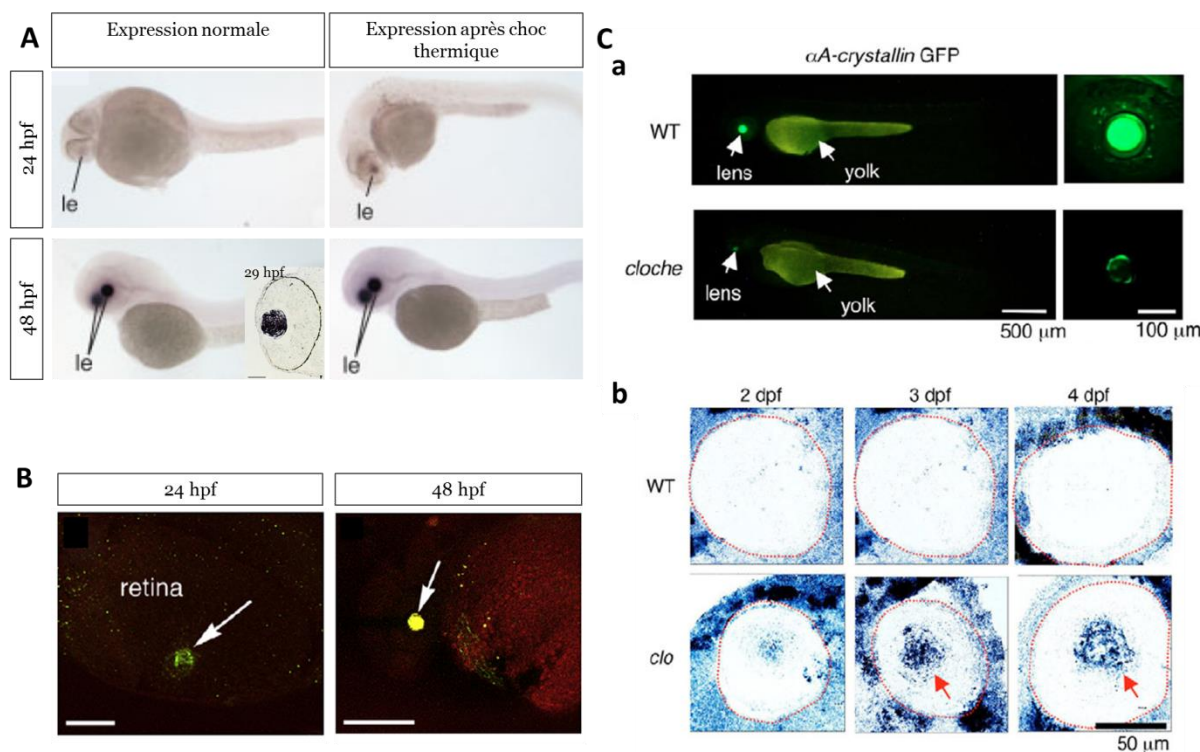 A
Expression normale
Expression après choc
thermique
24 hpf
le
le
48 hpf
29 hpf
le
le
B
24 hpf
48 hpf
retina
C
a
αA-crystallin GFP
WT
lens
yolk
cloche
lens
yolk
500 μm
100 μm
b
2 dpf
3 dpf
4 dpf
WT
clo
50 μm